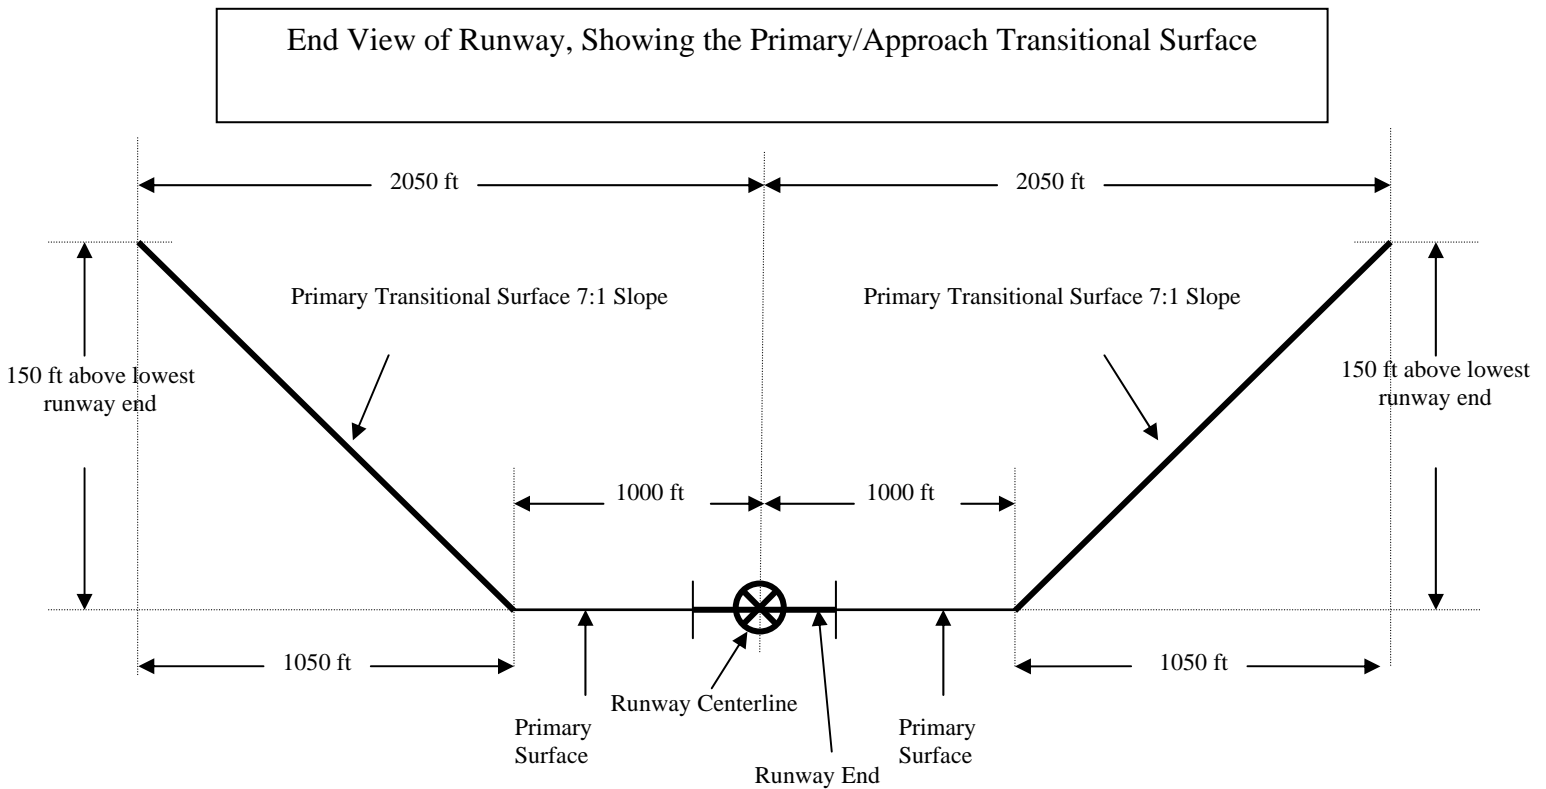 End View of Runway, Showing the Primary/Approach Transitional Surface
2050 ft
2050 ft
Primary Transitional Surface 7:1 Slope
Primary Transitional Surface 7:1 Slope
150 ft above lowest
runway end
150 ft above lowest
runway end
1000 ft
1000 ft
1050 ft
1050 ft
Runway Centerline
Primary
Surface
Primary
Surface
Runway End